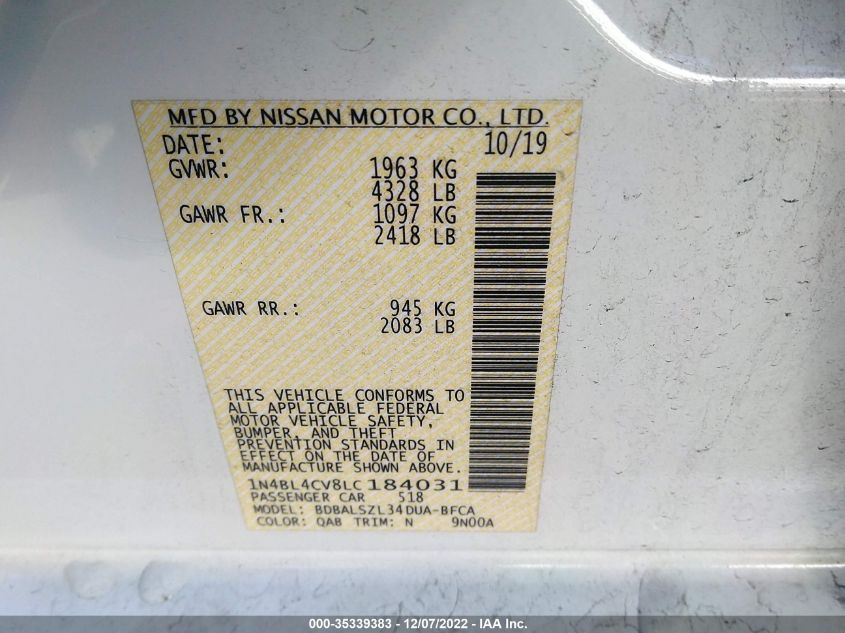 MFD BY NISSAN MOTOR CO., LTD.
DATE: 10/19
GVWR: 1963 KG
4328 LB
GAWR FR.: 1097 KG
2418 LB
GAWR RR.: 945 KG
2083 LB
THIS VEHICLE CONFORMS TO
ALL APPLICABLE FEDERAL
MOTOR VEHICLE SAFETY,
BUMPER, AND THEFT
PREVENTION STANDARDS IN
EFFECT ON THE DATE OF
MANUFACTURE SHOWN ABOVE.
1N4BL4CV8LC184031
PASSENGER CAR 518
MODEL: BDBALSZL34DUA-BFCA
COLOR: QAB TRIM: N 9N00A
000-35339383 - 12/07/2022 - IAA Inc.